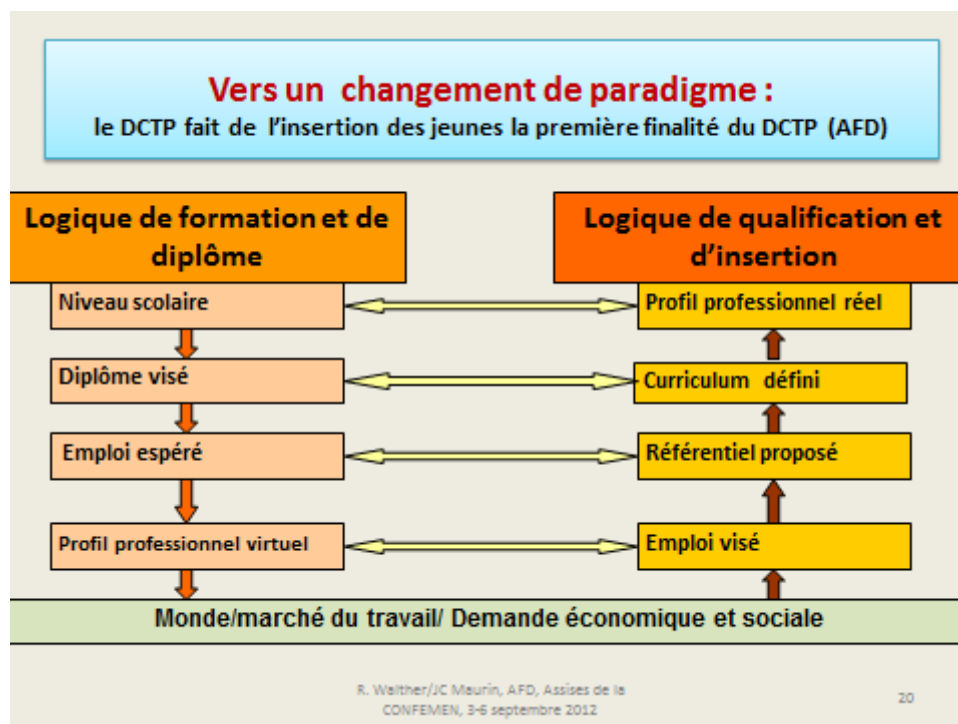 Vers un changement de paradigme :
le DCTP fait de l'insertion des jeunes la première finalité du DCTP (AFD)
Logique de formation et de
diplôme
Logique de qualification et
d'insertion
Niveau scolaire
Profil professionnel réel
Diplôme visé
Curriculum défini
Emploi espéré
Référentiel proposé
Profil professionnel virtuel
Emploi visé
Monde/marché du travail/ Demande économique et sociale
R. Walther/JC Maurin, AFD, Assises de la
CONFEMEN, 3-6 septembre 2012
20